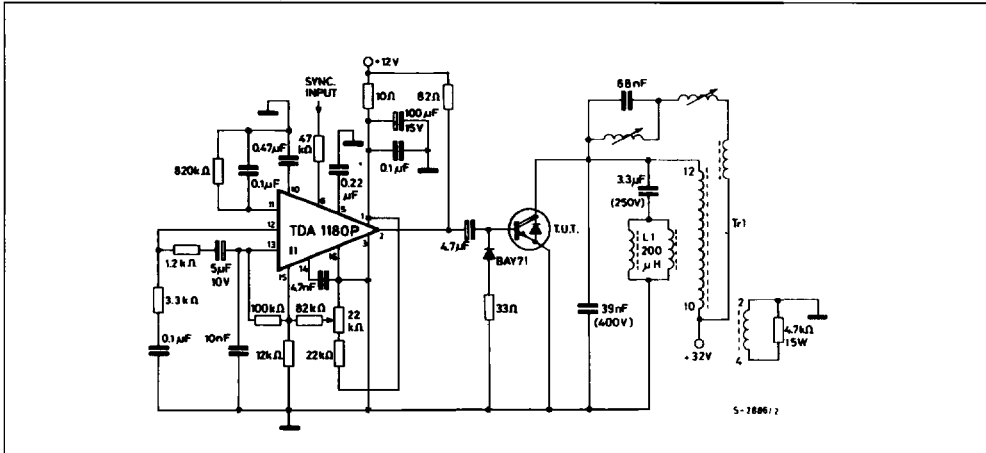 +12V
SYNC.
INPUT
10Ω
82Ω
68nF
100μF
15V
47
kΩ
0.47μF
0.1μF
820kΩ
0.1μF
0.22
μF
10
6
5
11
12
13
TDA
1180P
1
2
3
16
14
15
4.7μF
T.U.T.
BAY71
33Ω
3.3μF
(250V)
L1
200
μH
12
10
Tr1
1.2kΩ
5μF
10V
4.7nF
3.3kΩ
100kΩ
82kΩ
22
kΩ
0.1μF
10nF
12kΩ
22kΩ
39nF
(400V)
+32V
2
4
4.7kΩ
15W
S-2886/2